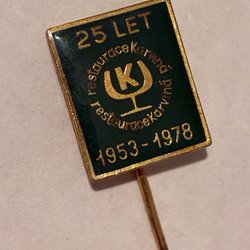 25 LET
restaurace Karviná
K
restaurace Karviná
1953-1978